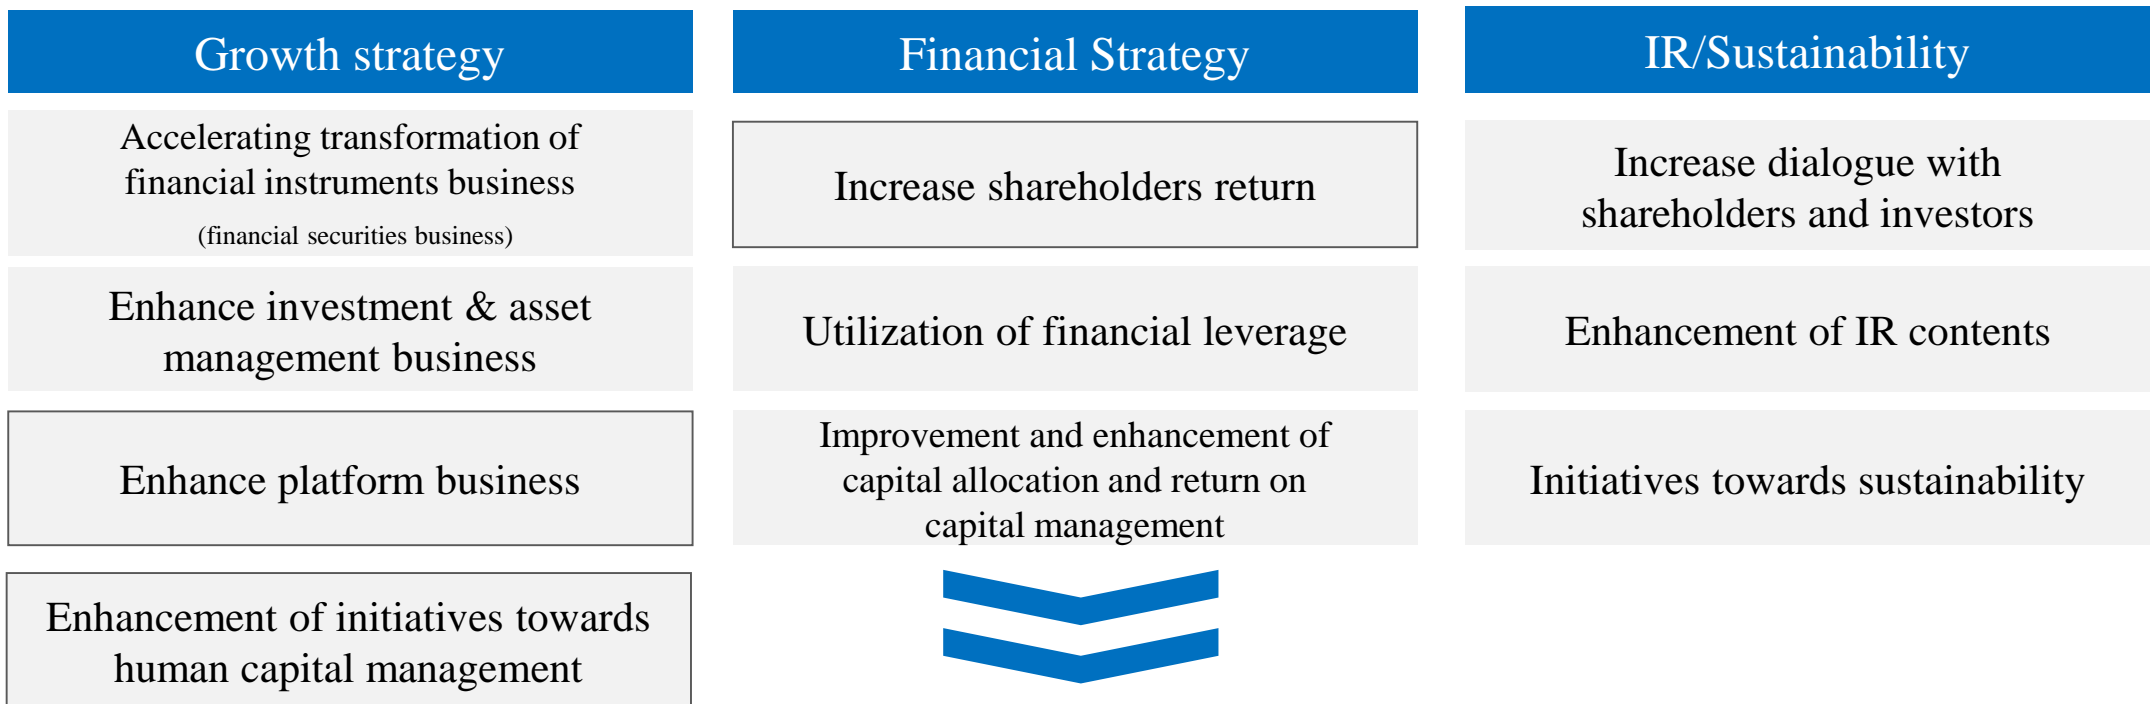 Growth strategy
Accelerating transformation of
financial instruments business
(financial securities business)
Enhance investment & asset
management business
Enhance platform business
Enhancement of initiatives towards
human capital management
Financial Strategy
Increase shareholders return
Utilization of financial leverage
Improvement and enhancement of
capital allocation and return on
capital management
IR/Sustainability
Increase dialogue with
shareholders and investors
Enhancement of IR contents
Initiatives towards sustainability